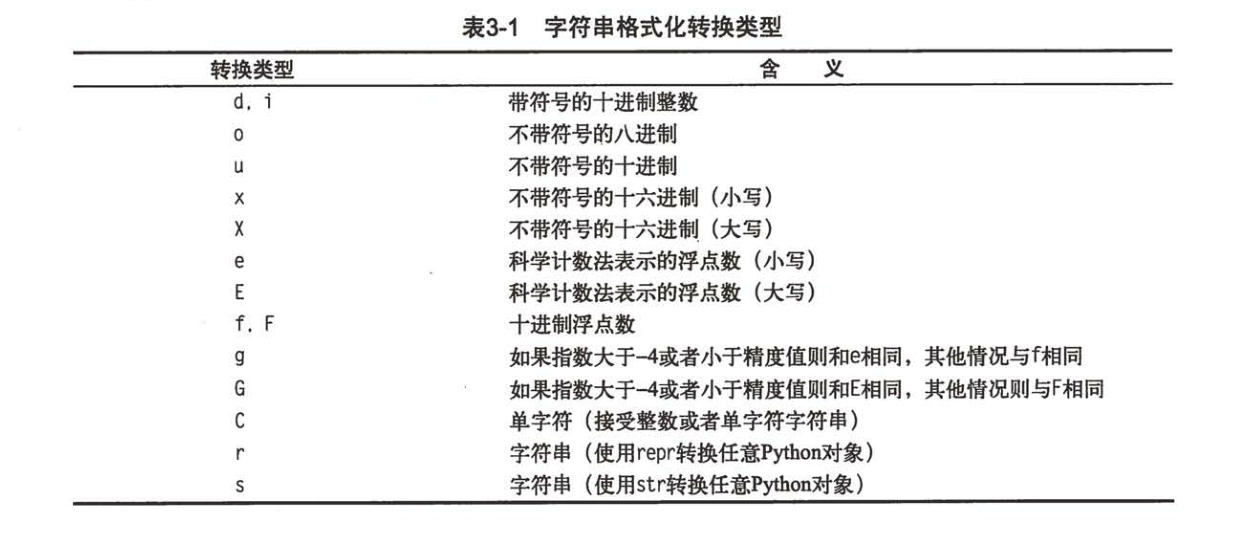 表3-1 字符串格式化转换类型
转换类型 含 义
d, i 带符号的十进制整数
o 不带符号的八进制
u 不带符号的十进制
x 不带符号的十六进制（小写）
X 不带符号的十六进制（大写）
e 科学计数法表示的浮点数（小写）
E 科学计数法表示的浮点数（大写）
f, F 十进制浮点数
g 如果指数大于–4或者小于精度值则和e相同，其他情况与f相同
G 如果指数大于–4或者小于精度值则和E相同，其他情况则与F相同
C 单字符（接受整数或者单字符字符串）
r 字符串（使用repr转换任意Python对象）
s 字符串（使用str转换任意Python对象）